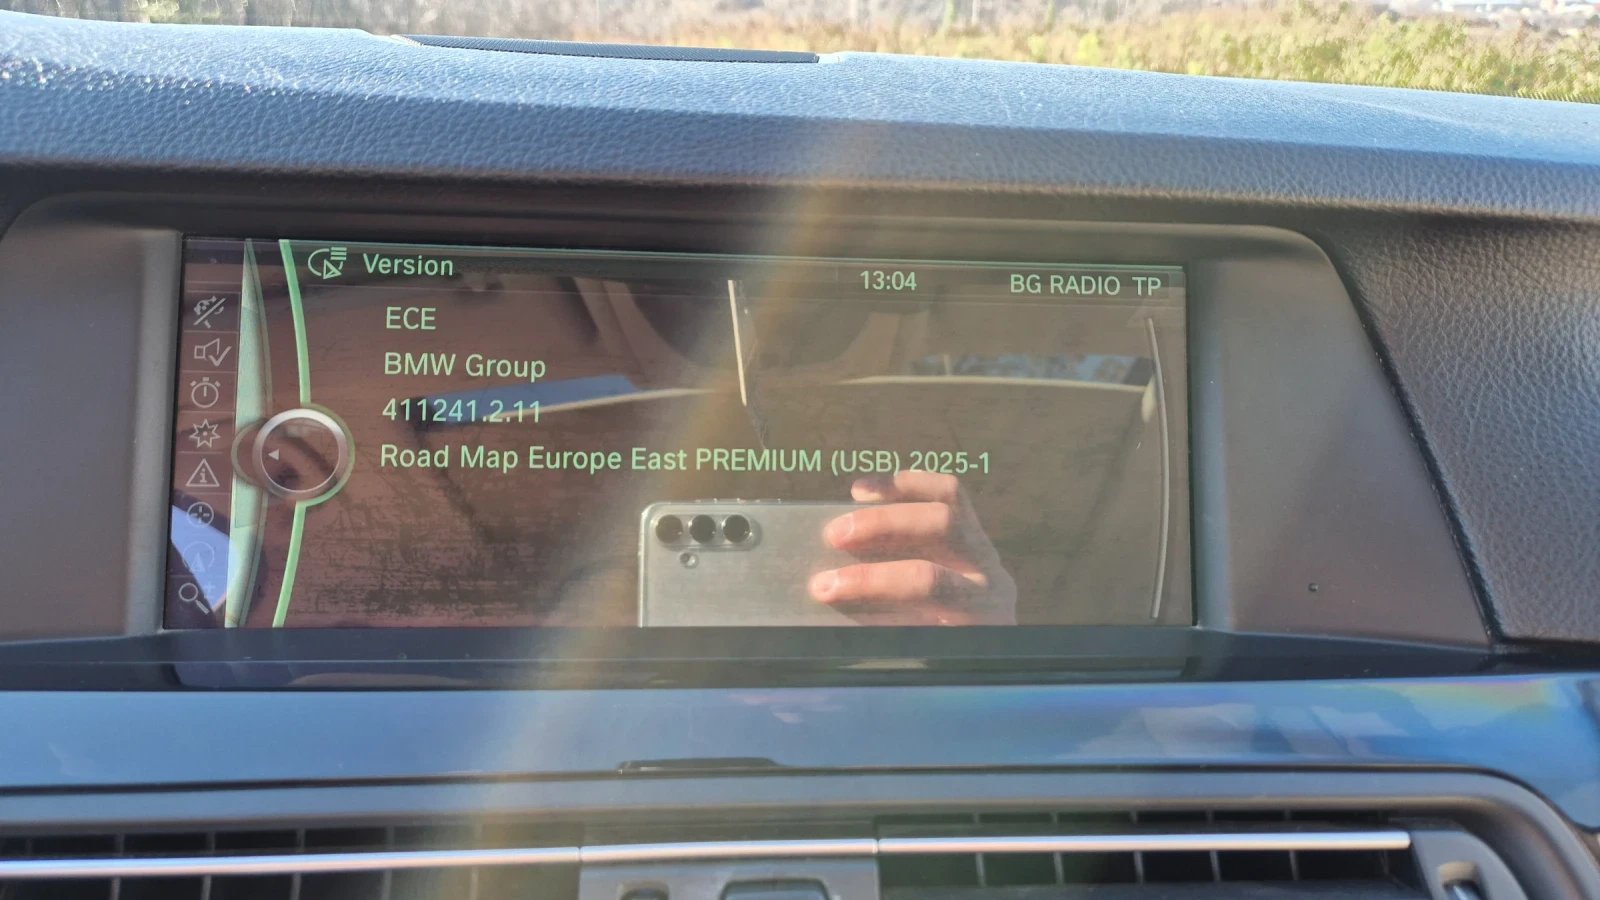 Version
13:04
BG RADIO TP
ECE
BMW Group
411241.2.11
Road Map Europe East PREMIUM (USB) 2025-1